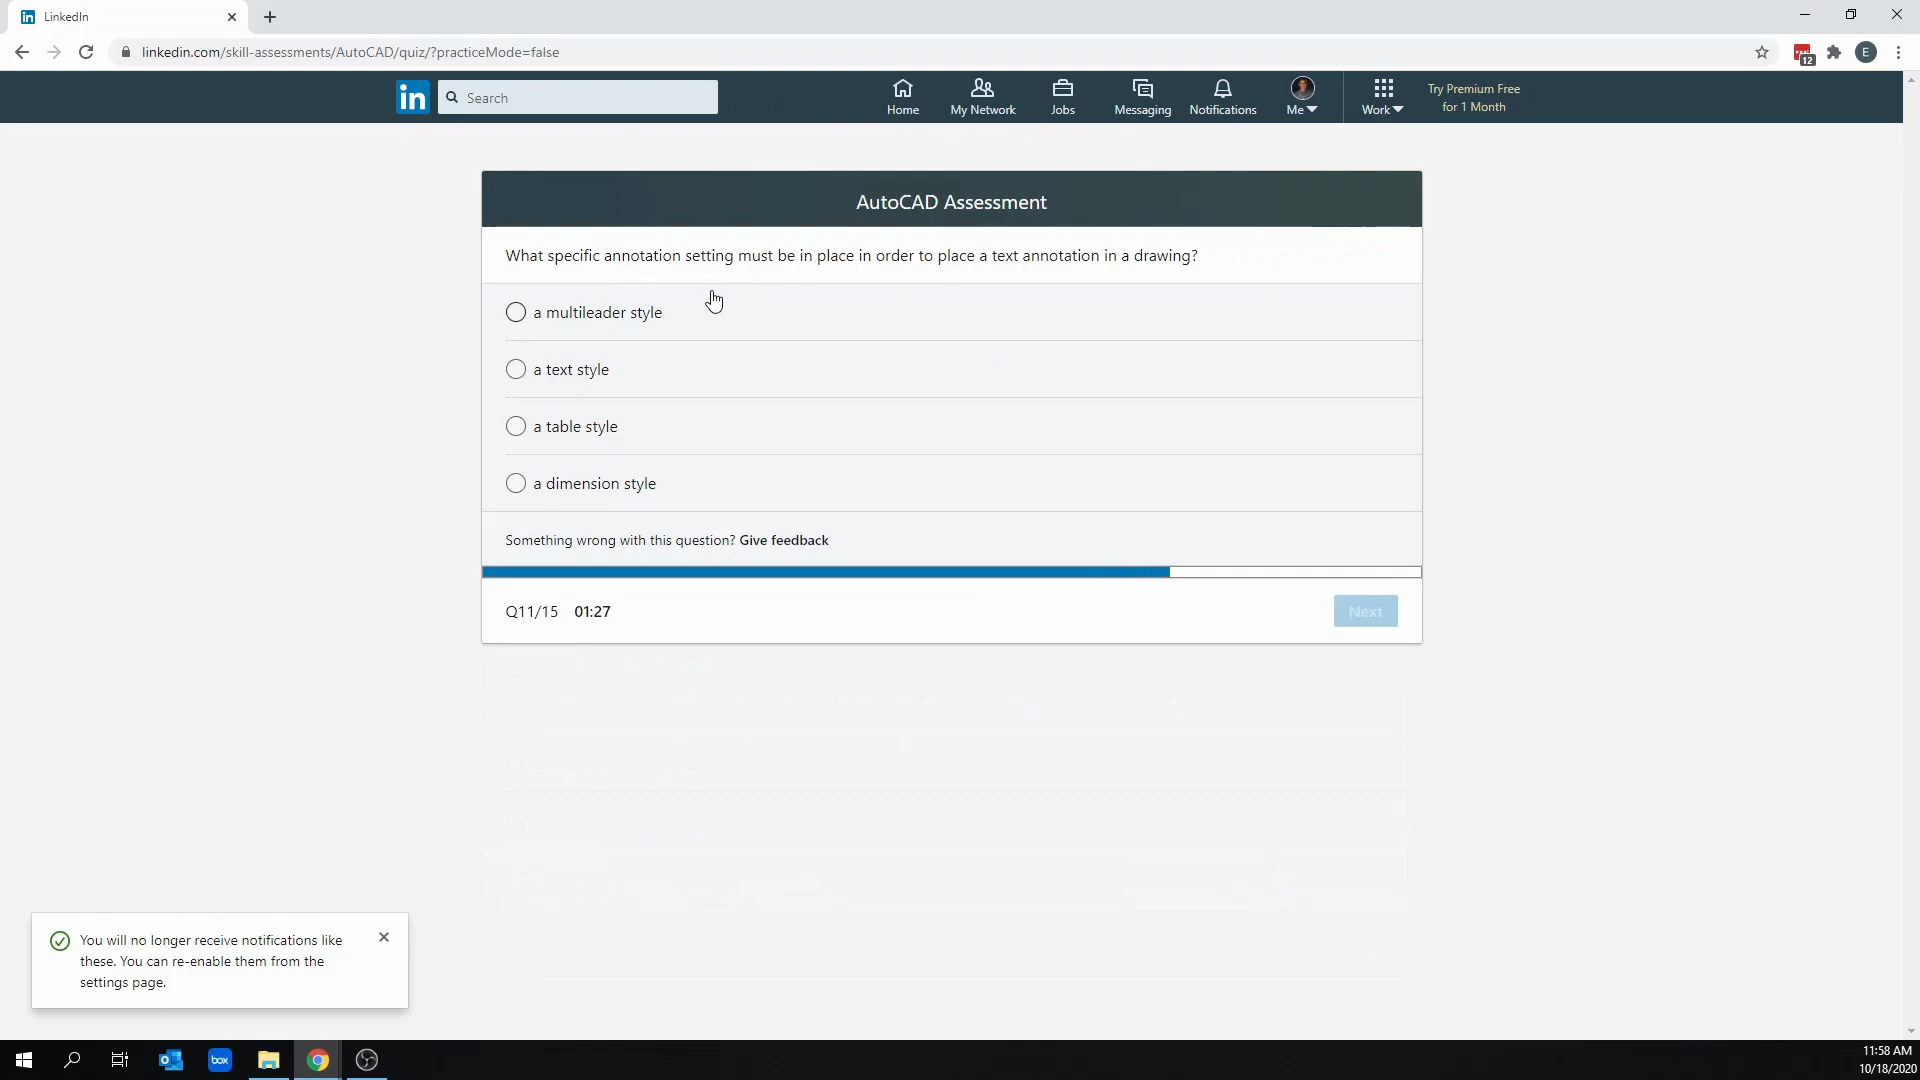 LinkedIn
linkedin.com/skill-assessments/AutoCAD/quiz/?practiceMode=false
12
E
in
Search
Home
My Network
Jobs
Messaging
Notifications
Me
Work
Try Premium Free
for 1 Month
AutoCAD Assessment
What specific annotation setting must be in place in order to place a text annotation in a drawing?
a multileader style
a text style
a table style
a dimension style
Something wrong with this question? Give feedback
Q11/15 01:27
Next
You will no longer receive notifications like
these. You can re-enable them from the
settings page.
box
11:58 AM
10/18/2020